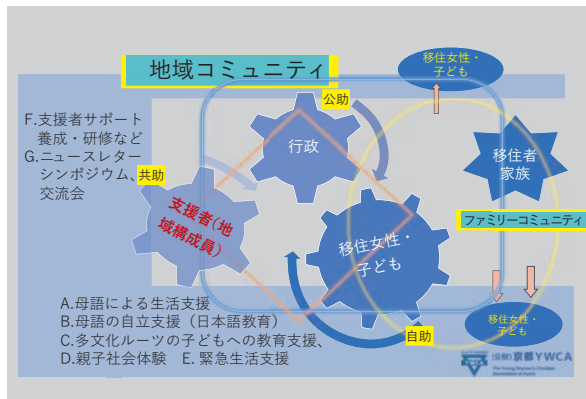 地域コミュニティ
移住女性・
子ども
公助
F.支援者サポート
養成・研修など
G.ニュースレター
シンポジウム、
交流会
共助
行政
移住者
家族
支援者(地
域構成員)
ファミリーコミュニティ
移住女性・
子ども
A.母語による生活支援
B.母語の自立支援（日本語教育）
C.多文化ルーツの子どもへの教育支援、
D.親子社会体験 E. 緊急生活支援
自助
移住女性・
子ども
(公財)京都YWCA
The Young Women's Christian
Association of Kyoto